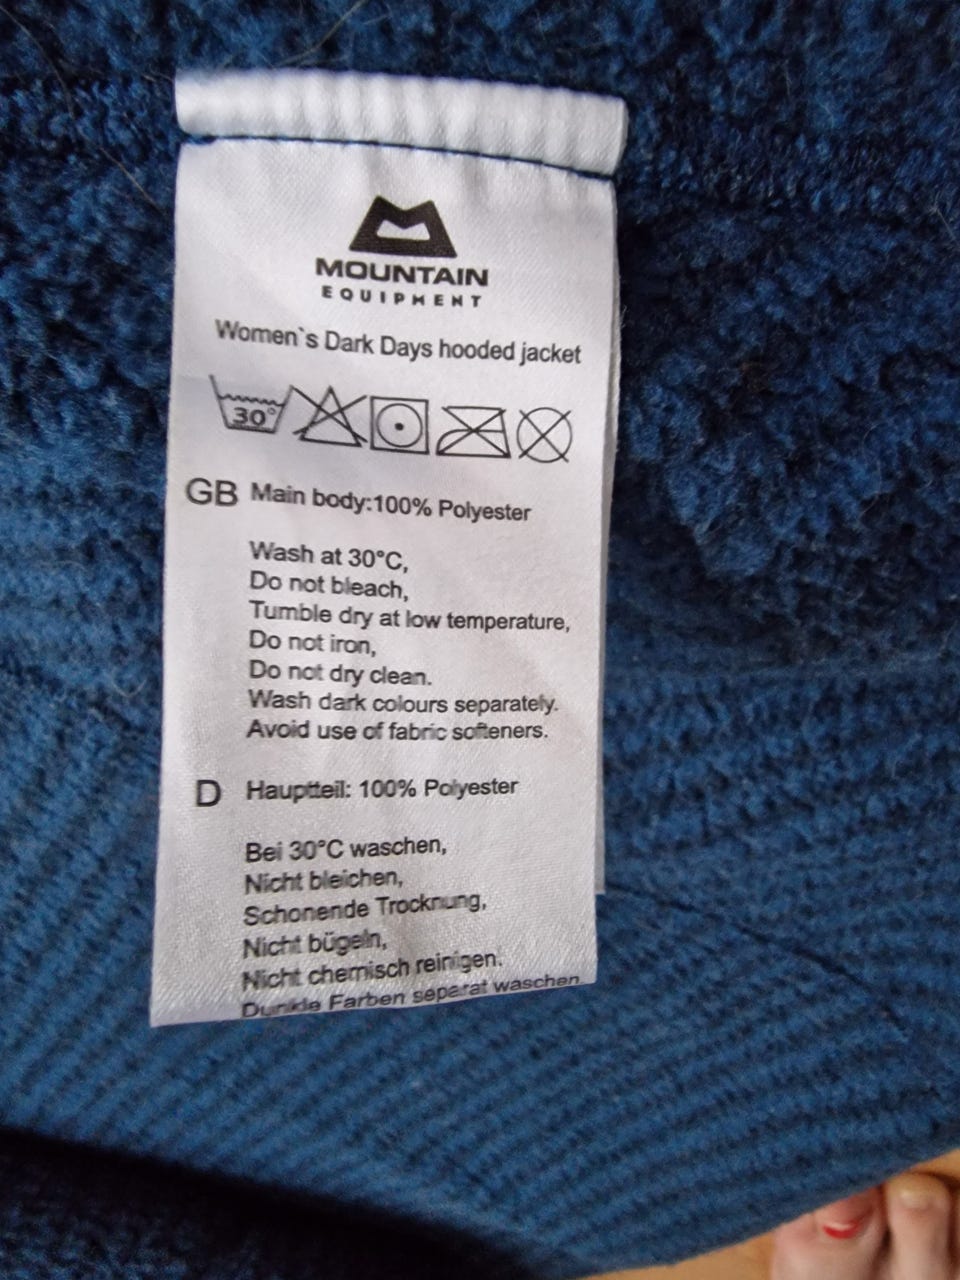 MOUNTAIN
EQUIPMENT
Women`s Dark Days hooded jacket
30°
GB Main body:100% Polyester
Wash at 30°C,
Do not bleach,
Tumble dry at low temperature,
Do not iron,
Do not dry clean.
Wash dark colours separately.
Avoid use of fabric softeners.
D Hauptteil: 100% Polyester
Bei 30°C waschen,
Nicht bleichen,
Schonende Trocknung,
Nicht bügeln,
Nicht chemisch reinigen.
Dunkle Farben separat waschen